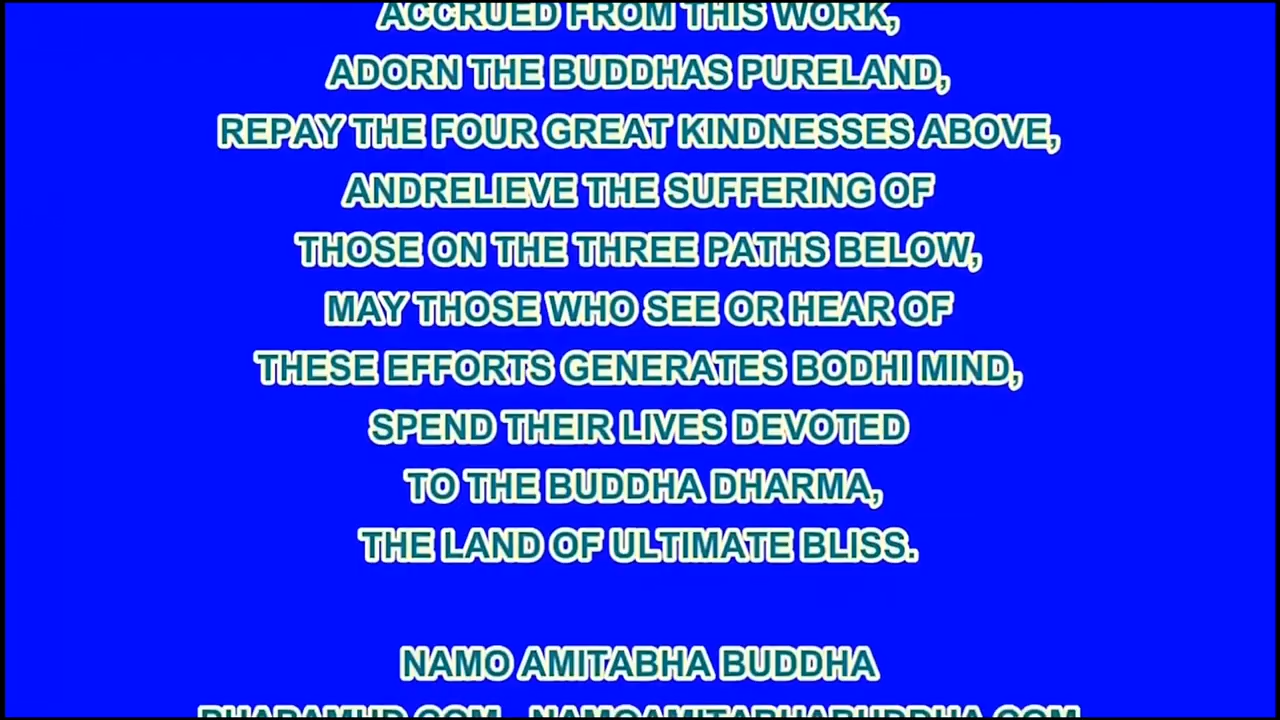 ACCRUED FROM THIS WORK,
ADORN THE BUDDHAS PURELAND,
REPAY THE FOUR GREAT KINDNESSES ABOVE,
ANDRELIEVE THE SUFFERING OF
THOSE ON THE THREE PATHS BELOW,
MAY THOSE WHO SEE OR HEAR OF
THESE EFFORTS GENERATES BODHI MIND,
SPEND THEIR LIVES DEVOTED
TO THE BUDDHA DHARMA,
THE LAND OF ULTIMATE BLISS.
NAMO AMITABHA BUDDHA
NAMOAMITABHABUDDHA.COM